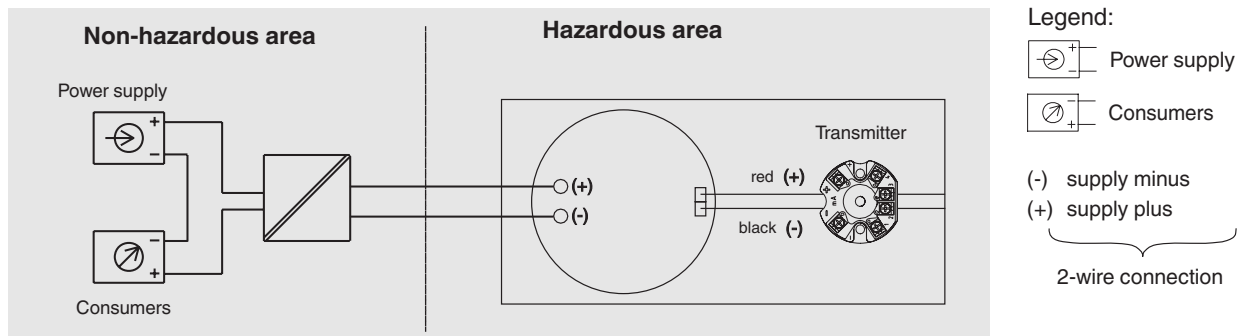 Non-hazardous area
Hazardous area
Power supply
+
−
−
+
Consumers
(+)
(-)
red (+)
black (-)
Transmitter
mA
Legend:
+
−
Power supply
−
+
Consumers
(-) supply minus
(+) supply plus
2-wire connection